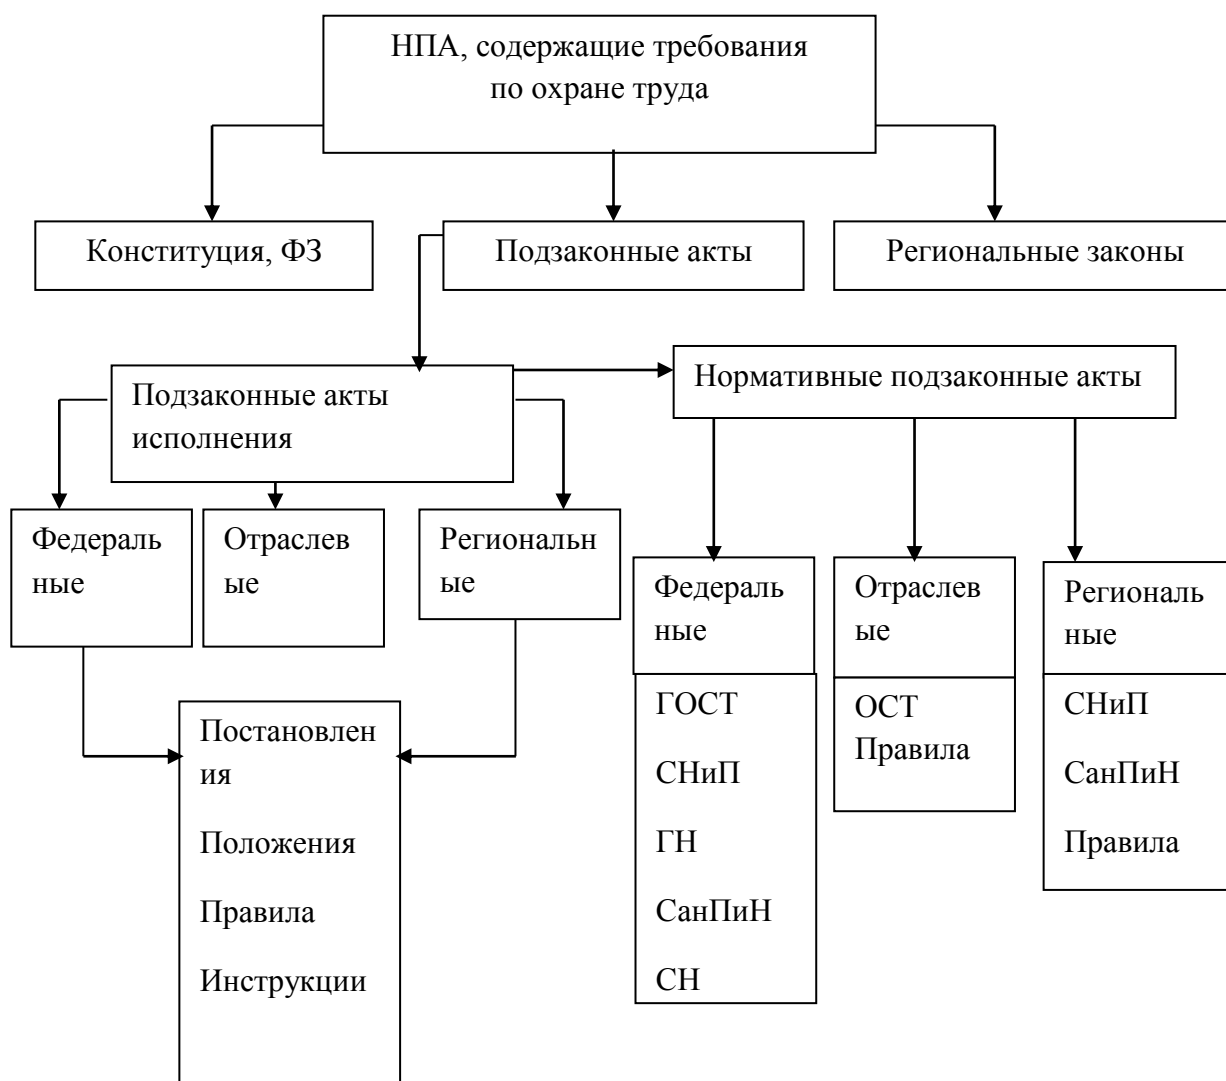 НПА, содержащие требования
по охране труда
Конституция, ФЗ
Подзаконные акты
Региональные законы
Подзаконные акты
исполнения
Нормативные подзаконные акты
Федераль
ные
Отраслев
ые
Региональн
ые
Федераль
ные
Отраслев
ые
Региональ
ные
Постановлен
ия
Положения
Правила
Инструкции
ГОСТ
СНиП
ГН
СанПиН
СН
ОСТ
Правила
СНиП
СанПиН
Правила